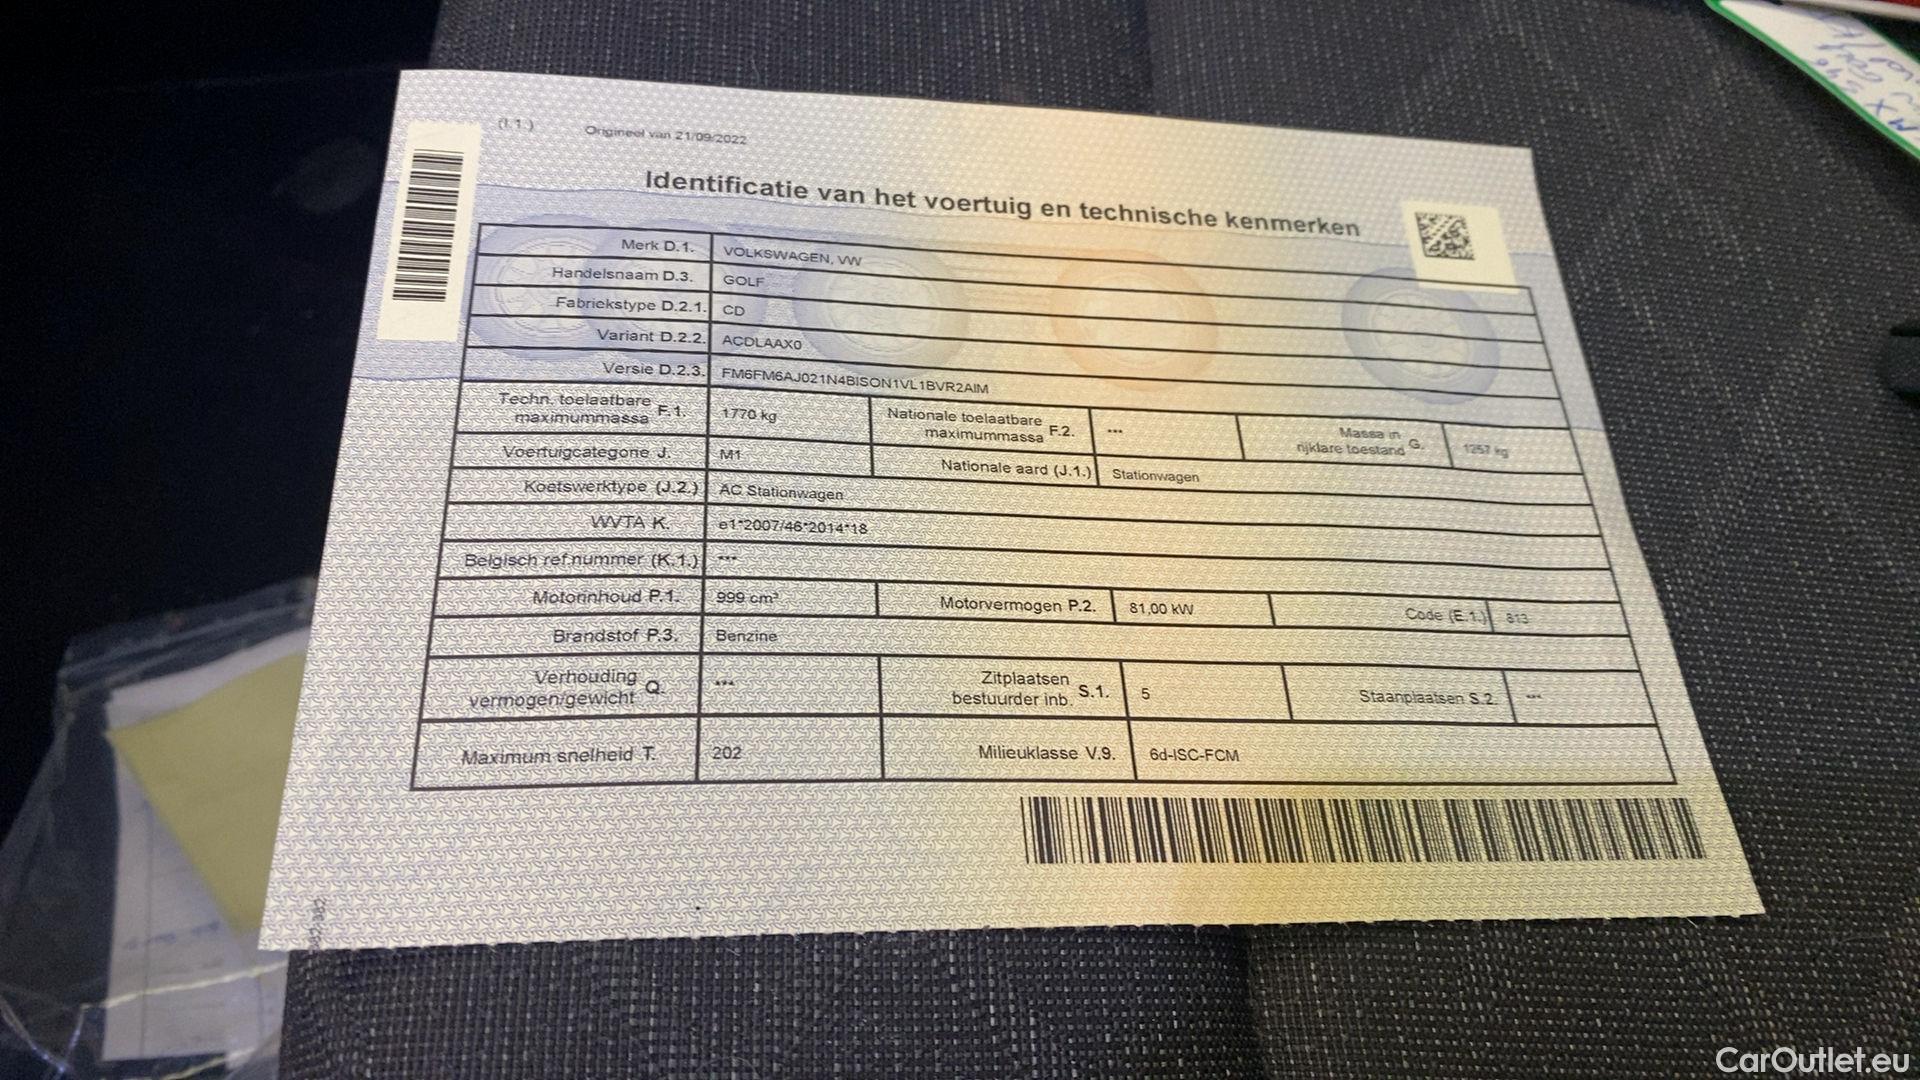 (I.1.)
Origineel van 21/09/2022
Identificatie van het voertuig en technische kenmerken
Merk D.1. VOLKSWAGEN, VW
Handelsnaam D.3. GOLF
Fabriekstype D.2.1. CD
Variant D.2.2. ACDLAAX0
Versie D.2.3. FM6FM6AJ021N4BISON1VL1BVR2AIM
Techn. toelaatbare maximummassa F.1. 1770 kg Nationale toelaatbare maximummassa F.2. *** Massa in rijklare toestand G. 1257 kg
Voertuigcategorie J. M1 Nationale aard (J.1.) Stationwagen
Koetswerktype (J.2.) AC Stationwagen
WVTA K. e1*2007/46*2014*18
Belgisch ref.nummer (K.1.) ***
Motorinhoud P.1. 999 cm³ Motorvermogen P.2. 81,00 kW Code (E.1.) 813
Brandstof P.3. Benzine
Verhouding vermogen/gewicht Q. *** Zitplaatsen bestuurder inb. S.1. 5 Staanplaatsen S.2. ***
Maximum snelheid T. 202 Milieuklasse V.9. 6d-ISC-FCM
CarOutlet.eu